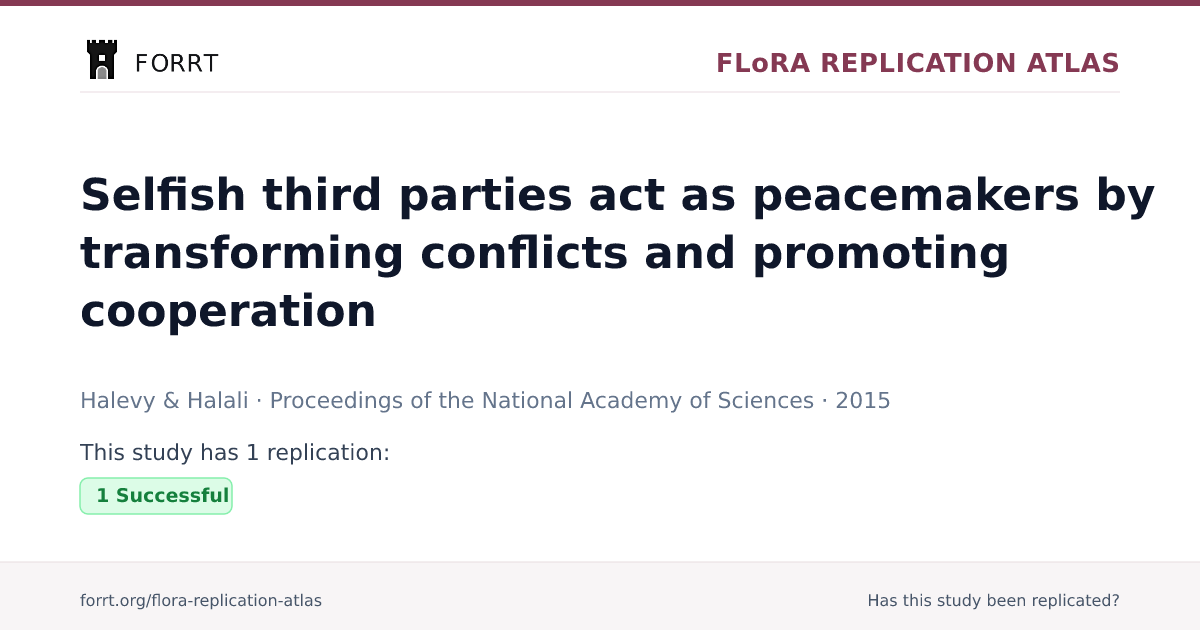 FORRT
FLoRA REPLICATION ATLAS
Selfish third parties act as peacemakers by
transforming conflicts and promoting
cooperation
Halevy & Halali · Proceedings of the National Academy of Sciences · 2015
This study has 1 replication:
1 Successful
forrt.org/flora-replication-atlas
Has this study been replicated?